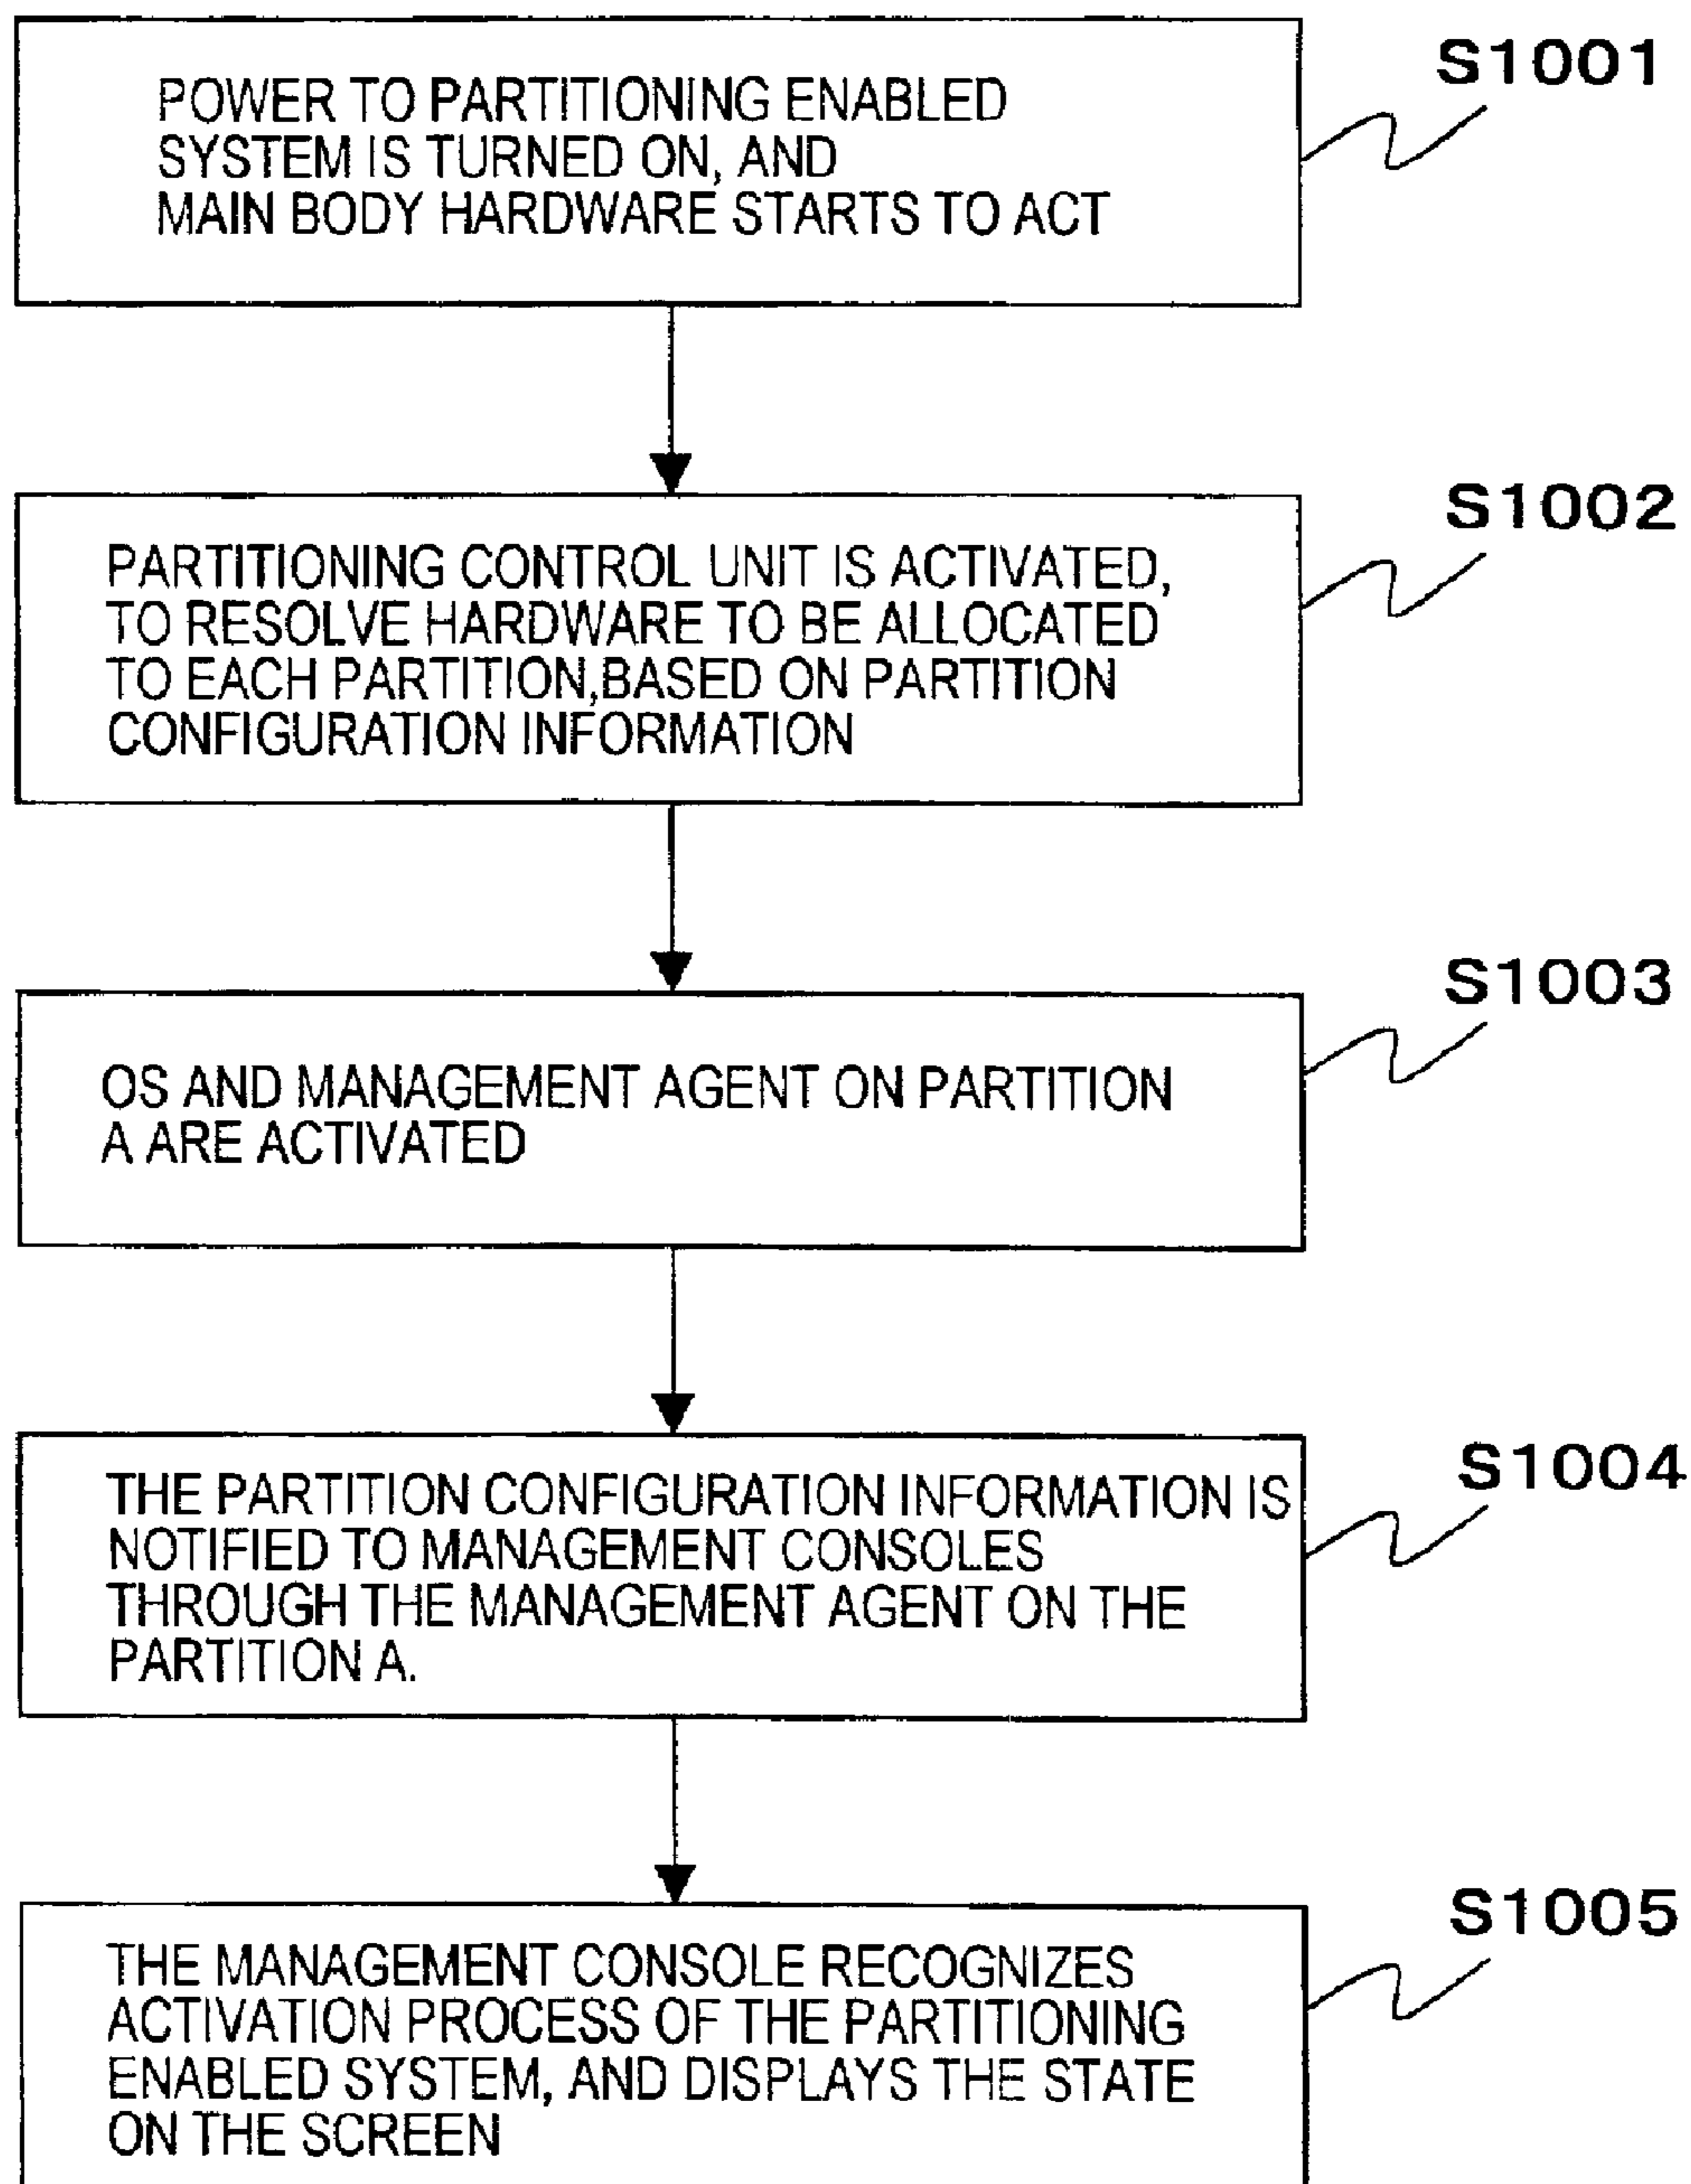 S1001
POWER TO PARTITIONING ENABLED
SYSTEM IS TURNED ON, AND
MAIN BODY HARDWARE STARTS TO ACT
S1002
PARTITIONING CONTROL UNIT IS ACTIVATED,
TO RESOLVE HARDWARE TO BE ALLOCATED
TO EACH PARTITION,BASED ON PARTITION
CONFIGURATION INFORMATION
S1003
OS AND MANAGEMENT AGENT ON PARTITION
A ARE ACTIVATED
S1004
THE PARTITION CONFIGURATION INFORMATION IS
NOTIFIED TO MANAGEMENT CONSOLES
THROUGH THE MANAGEMENT AGENT ON THE
PARTITION A.
S1005
THE MANAGEMENT CONSOLE RECOGNIZES
ACTIVATION PROCESS OF THE PARTITIONING
ENABLED SYSTEM, AND DISPLAYS THE STATE
ON THE SCREEN